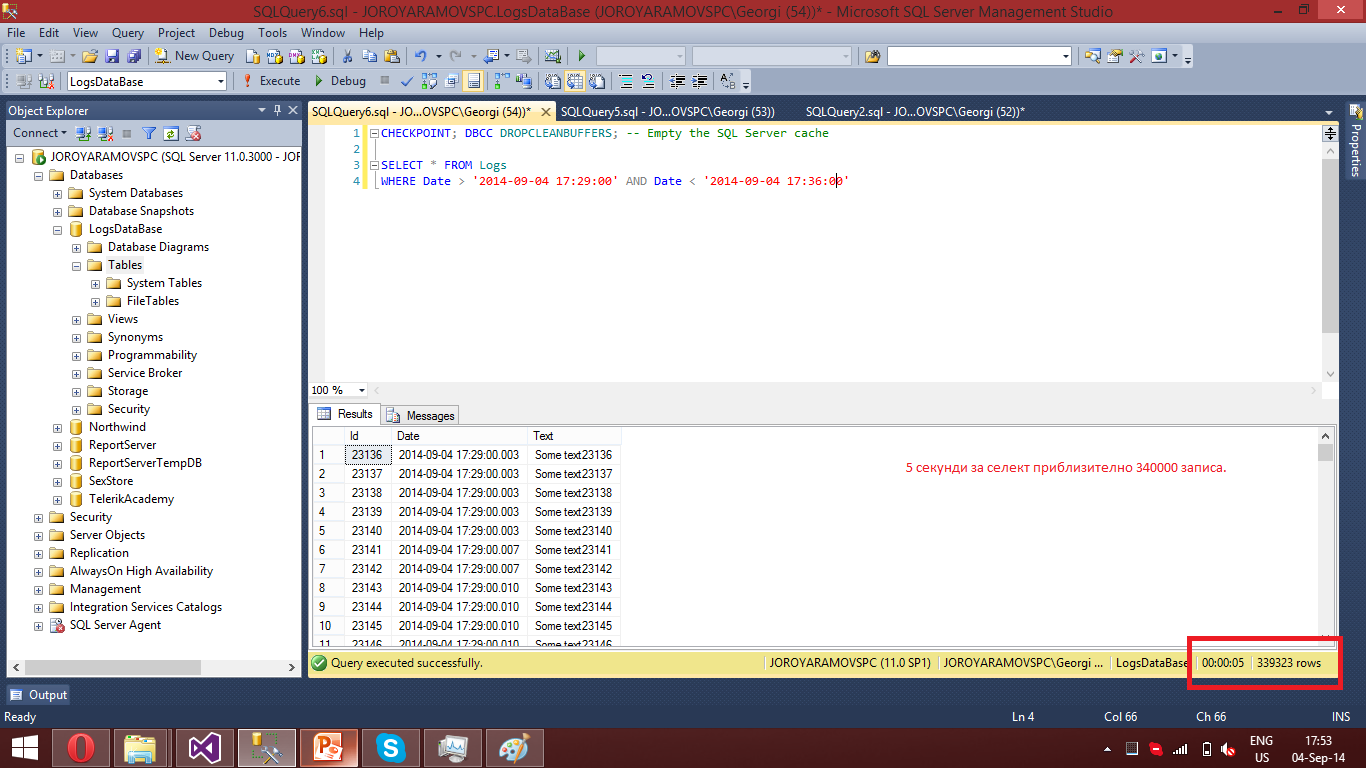 SQLQuery6.sql - JOROYARAMOVSPC.LogsDataBase (JOROYARAMOVSPC\Georgi (54))* - Microsoft SQL Server Management Studio
File Edit View Query Project Debug Tools Window Help
New Query
LogsDataBase Execute Debug
Object Explorer
Connect
JOROYARAMOVSPC (SQL Server 11.0.3000 - JOF
Databases
System Databases
Database Snapshots
LogsDataBase
Database Diagrams
Tables
System Tables
FileTables
Views
Synonyms
Programmability
Service Broker
Storage
Security
Northwind
ReportServer
ReportServerTempDB
SexStore
TelerikAcademy
Security
Server Objects
Replication
AlwaysOn High Availability
Management
Integration Services Catalogs
SQL Server Agent
SQLQuery6.sql - JO...OVSPC\Georgi (54))* SQLQuery5.sql - JO...OVSPC\Georgi (53)) SQLQuery2.sql - JO...OVSPC\Georgi (52))*
1 CHECKPOINT; DBCC DROPCLEANBUFFERS; -- Empty the SQL Server cache
2
3 SELECT * FROM Logs
4 WHERE Date > '2014-09-04 17:29:00' AND Date < '2014-09-04 17:36:00'
100 %
Results Messages
Id Date Text
1 23136 2014-09-04 17:29:00.003 Some text23136
2 23137 2014-09-04 17:29:00.003 Some text23137
3 23138 2014-09-04 17:29:00.003 Some text23138
4 23139 2014-09-04 17:29:00.003 Some text23139
5 23140 2014-09-04 17:29:00.003 Some text23140
6 23141 2014-09-04 17:29:00.007 Some text23141
7 23142 2014-09-04 17:29:00.007 Some text23142
8 23143 2014-09-04 17:29:00.010 Some text23143
9 23144 2014-09-04 17:29:00.010 Some text23144
10 23145 2014-09-04 17:29:00.010 Some text23145
11 23146 2014-09-04 17:29:00.010 Some text23146
5 секунди за селект приблизително 340000 записа.
Query executed successfully. JOROYARAMOVSPC (11.0 SP1) JOROYARAMOVSPC\Georgi ... LogsDataBase 00:00:05 339323 rows
Properties
Output
Ready Ln 4 Col 66 Ch 66 INS
ENG
US
17:53
04-Sep-14